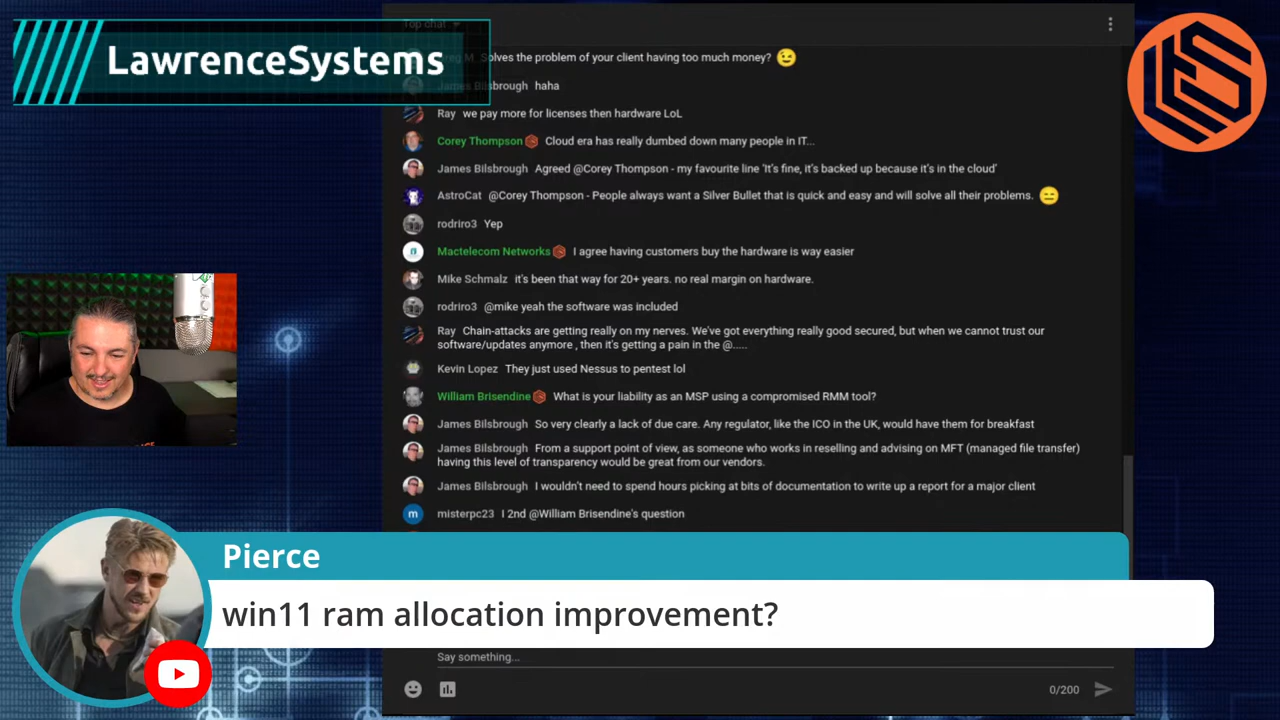 LawrenceSystems
Top chat
Greg M Solves the problem of your client having too much money?
James Bilsbrough haha
Ray we pay more for licenses then hardware LoL
Corey Thompson Cloud era has really dumbed down many people in IT...
James Bilsbrough Agreed @Corey Thompson - my favourite line 'It's fine, it's backed up because it's in the cloud'
AstroCat @Corey Thompson - People always want a Silver Bullet that is quick and easy and will solve all their problems.
rodriro3 Yep
Mactelecom Networks I agree having customers buy the hardware is way easier
Mike Schmalz it's been that way for 20+ years. no real margin on hardware.
rodriro3 @mike yeah the software was included
Ray Chain-attacks are getting really on my nerves. We've got everything really good secured, but when we cannot trust our
software/updates anymore , then it's getting a pain in the @.....
Kevin Lopez They just used Nessus to pentest lol
William Brisendine What is your liability as an MSP using a compromised RMM tool?
James Bilsbrough So very clearly a lack of due care. Any regulator, like the ICO in the UK, would have them for breakfast
James Bilsbrough From a support point of view, as someone who works in reselling and advising on MFT (managed file transfer)
having this level of transparency would be great from our vendors.
James Bilsbrough I wouldn't need to spend hours picking at bits of documentation to write up a report for a major client
m misterpc23 I 2nd @William Brisendine's question
Pierce
win11 ram allocation improvement?
Say something...
0/200